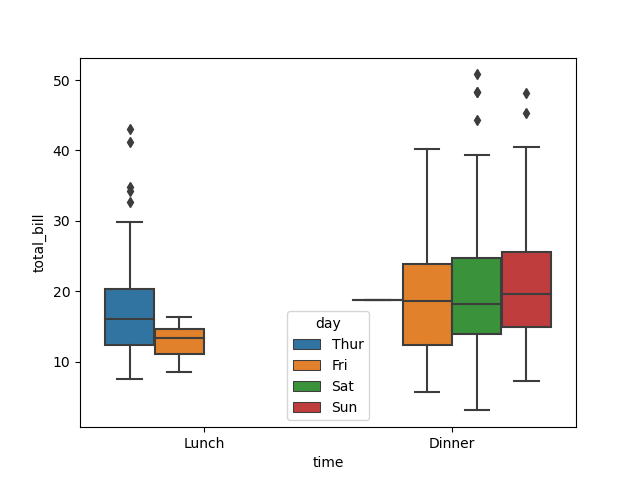 50
40
30
20
10
total_bill
day
Thur
Fri
Sat
Sun
Lunch
Dinner
time